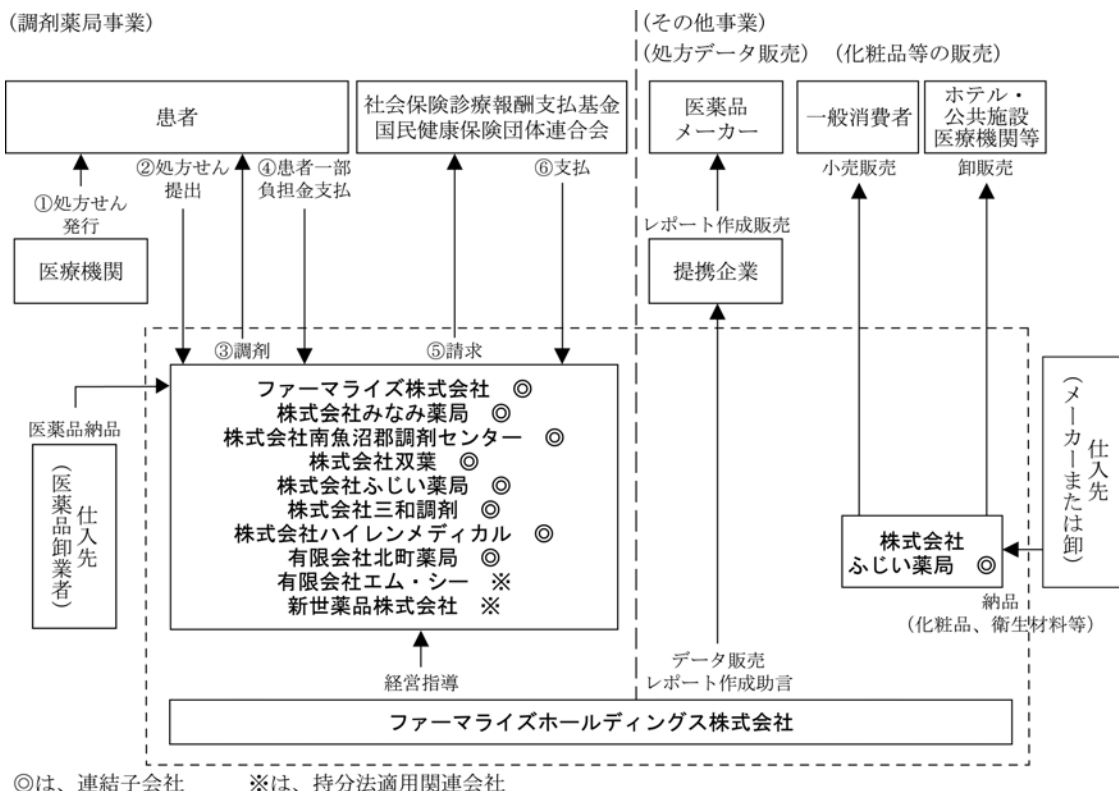 (調剤薬局事業)
(その他事業)
(処方データ販売)
(化粧品等の販売)
患者
社会保険診療報酬支払基金
国民健康保険団体連合会
医薬品
メーカー
一般消費者
ホテル・
公共施設
医療機関等
①処方せん
発行
②処方せん
提出
④患者一部
負担金支払
⑥支払
小売販売
卸販売
レポート作成販売
医療機関
提携企業
③調剤
⑤請求
医薬品納品
仕入先
(医薬品卸業者)
ファーマライズ株式会社 ◎
株式会社みなみ薬局 ◎
株式会社南魚沼郡調剤センター ◎
株式会社双葉 ◎
株式会社ふじい薬局 ◎
株式会社三和調剤 ◎
株式会社ハイレンメディカル ◎
有限会社北町薬局 ◎
有限会社エム・シー ※
新世薬品株式会社 ※
株式会社
ふじい薬局 ◎
仕入先
(メーカーまたは卸)
納品
(化粧品、衛生材料等)
経営指導
データ販売
レポート作成助言
ファーマライズホールディングス株式会社
◎は、連結子会社 ※は、持分法適用関連会社